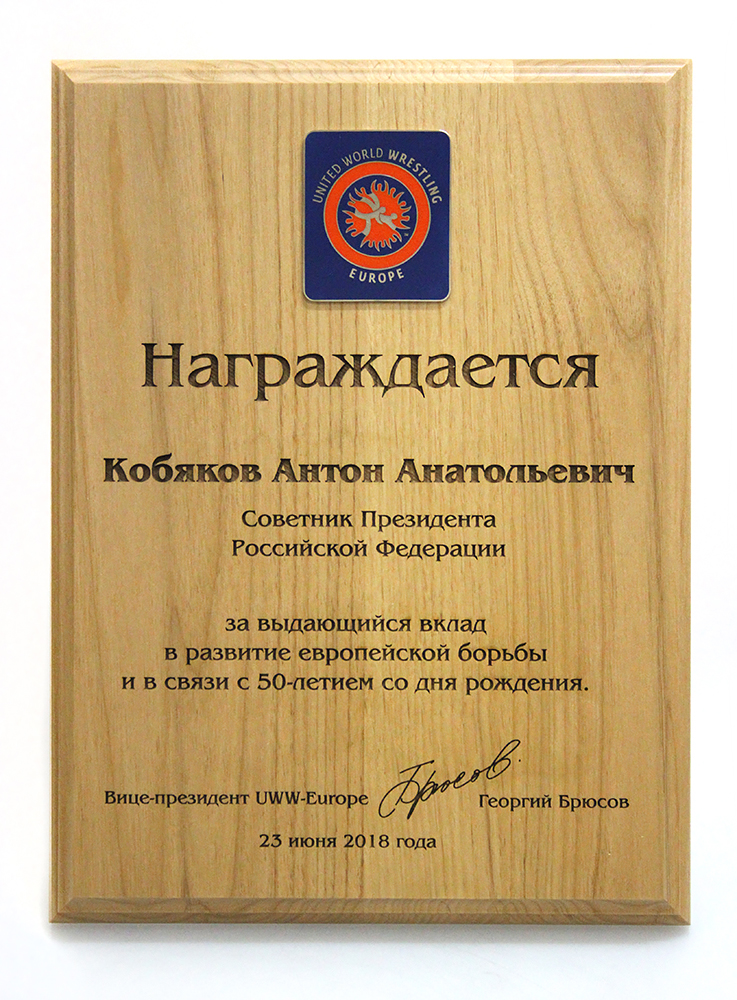 UNITED WORLD WRESTLING
EUROPE
Награждается
Кобяков Антон Анатольевич
Советник Президента
Российской Федерации
за выдающийся вклад
в развитие европейской борьбы
и в связи с 50-летием со дня рождения.
Вице-президент UWW-Europe Брюсов Георгий Брюсов
23 июня 2018 года